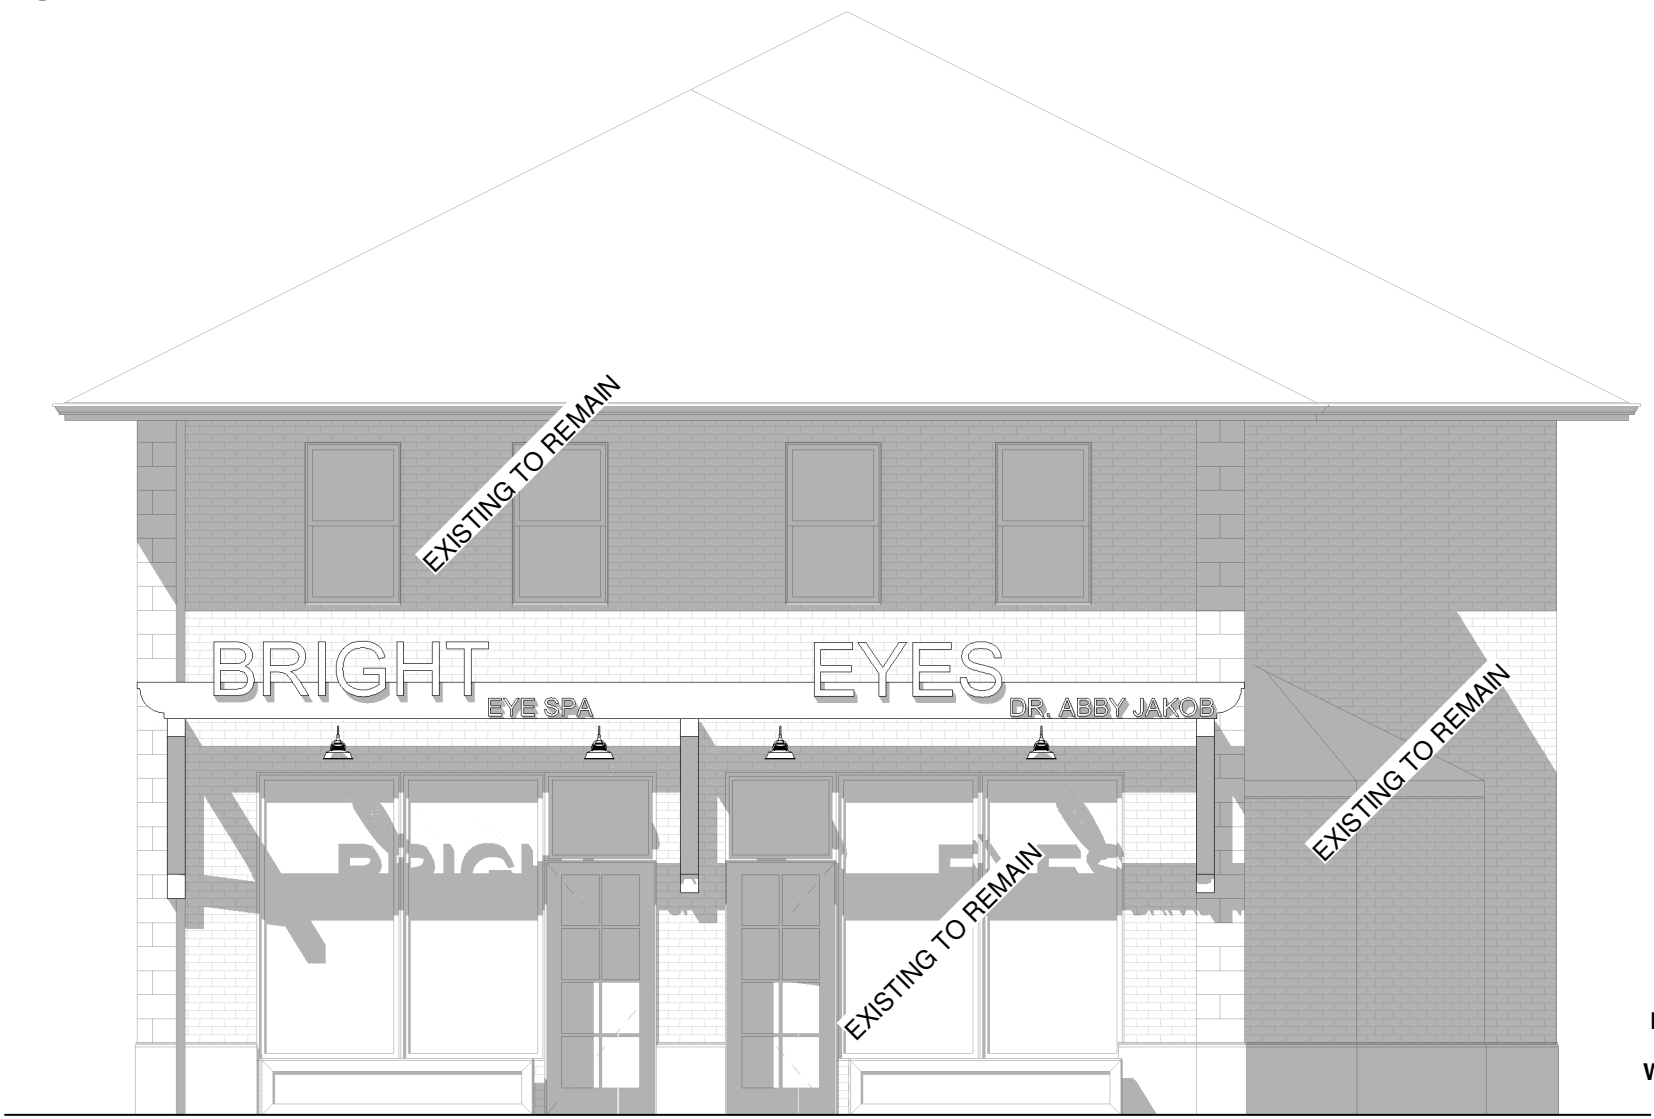 EXISTING TO REMAIN
BRIGHT EYES
EYE SPA DR. ABBY JAKOB
EXISTING TO REMAIN
EXISTING TO REMAIN